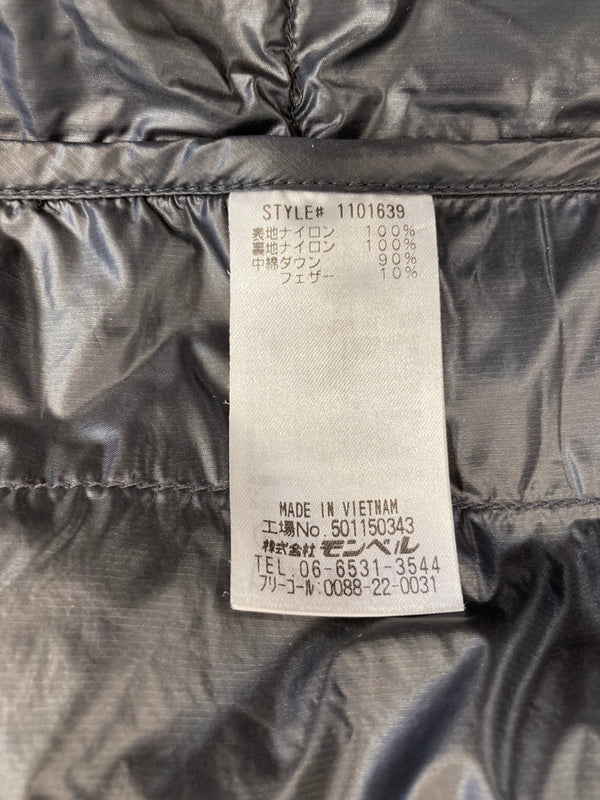 STYLE# 1101639
表地ナイロン 100%
裏地ナイロン 100%
中綿ダウン 90%
フェザー 10%
MADE IN VIETNAM
工場No.501150343
株式会社 モンベル
TEL.06-6531-3544
フリーコール:0088-22-0031